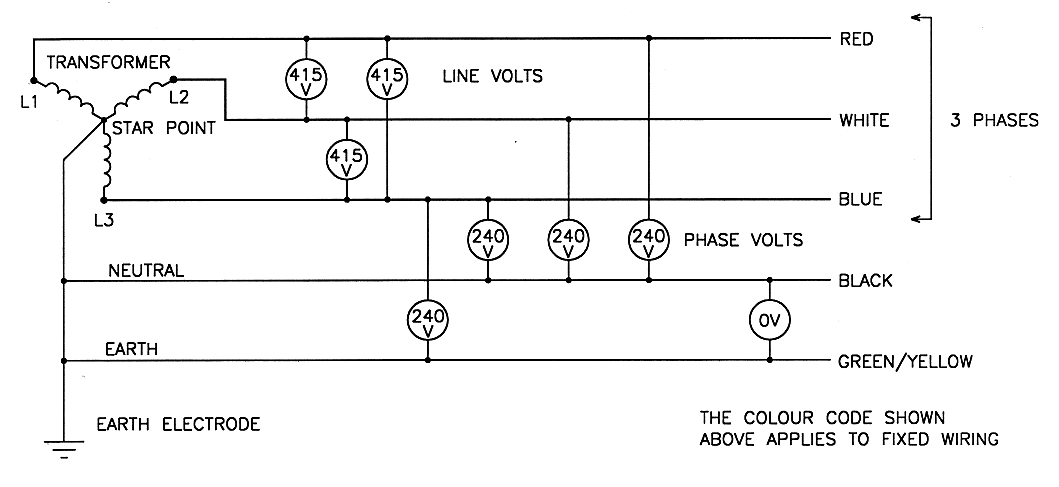 RED
TRANSFORMER
415 V
415 V
LINE VOLTS
L1
L2
STAR POINT
WHITE
3 PHASES
415 V
BLUE
L3
240 V
240 V
240 V
PHASE VOLTS
NEUTRAL
BLACK
240 V
0V
EARTH
GREEN/YELLOW
EARTH ELECTRODE
THE COLOUR CODE SHOWN
ABOVE APPLIES TO FIXED WIRING